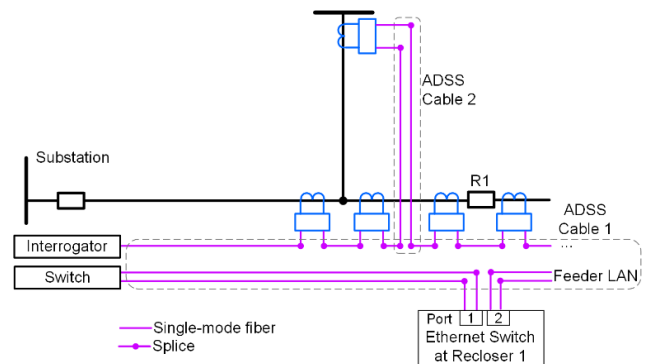 ADSS
Cable 2
Substation
R1
ADSS
Cable 1
Interrogator
...
Switch
Feeder LAN
Port 1 2
Single-mode fiber
Ethernet Switch
Splice
at Recloser 1